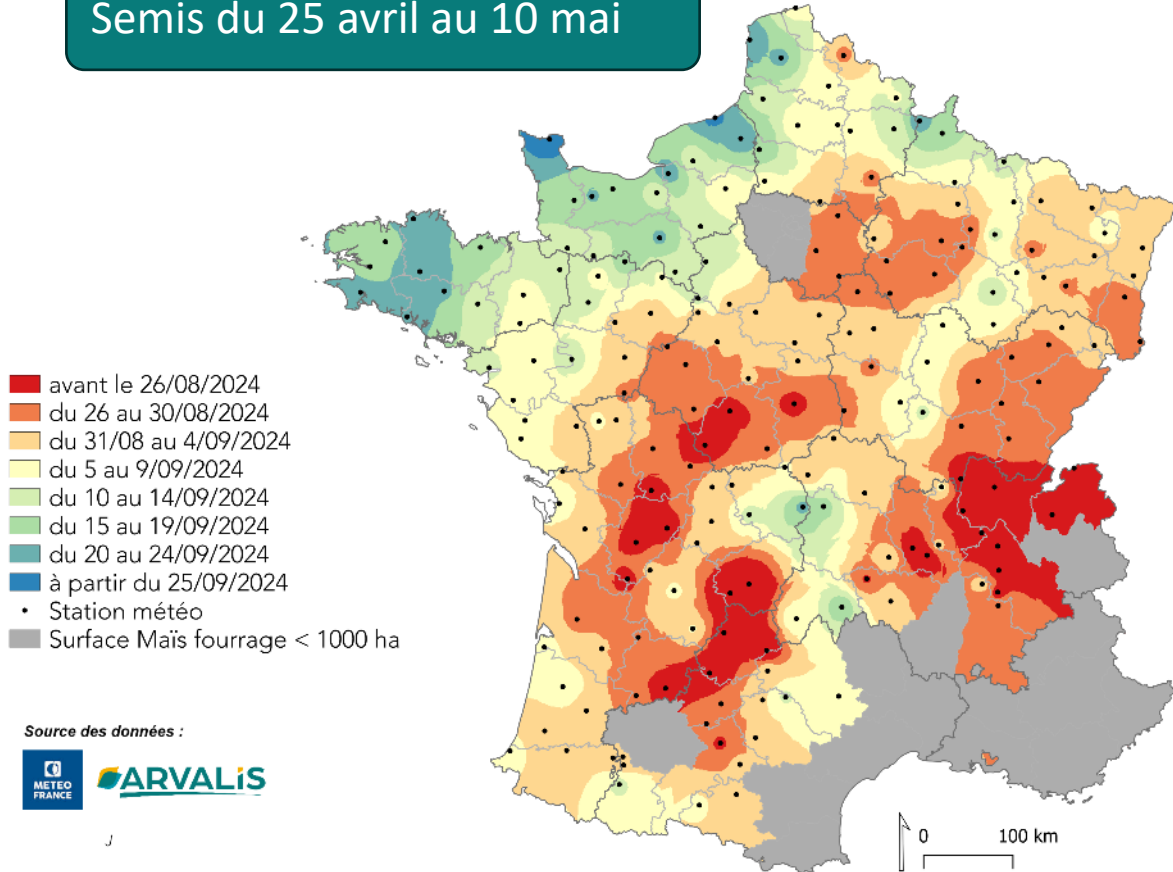 Semis du 25 avril au 10 mai
avant le 26/08/2024
du 26 au 30/08/2024
du 31/08 au 4/09/2024
du 5 au 9/09/2024
du 10 au 14/09/2024
du 15 au 19/09/2024
du 20 au 24/09/2024
à partir du 25/09/2024
Station météo
Surface Maïs fourrage < 1000 ha
Source des données :
METEO
FRANCE
ARVALiS
J
0 100 km